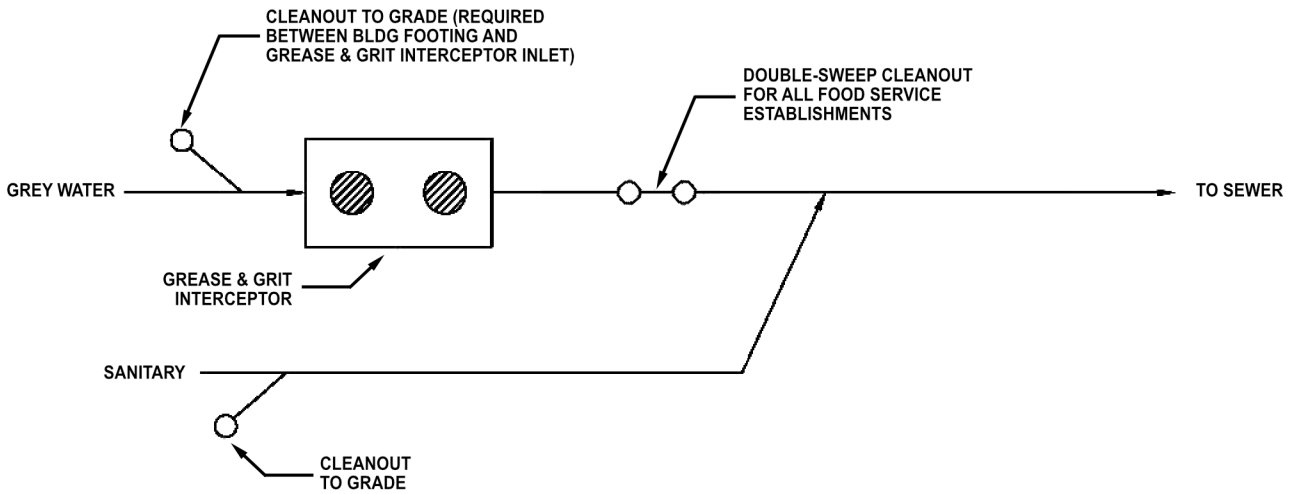 CLEANOUT TO GRADE (REQUIRED
BETWEEN BLDG FOOTING AND
GREASE & GRIT INTERCEPTOR INLET)
DOUBLE-SWEEP CLEANOUT
FOR ALL FOOD SERVICE
ESTABLISHMENTS
GREY WATER
TO SEWER
GREASE & GRIT
INTERCEPTOR
SANITARY
CLEANOUT
TO GRADE